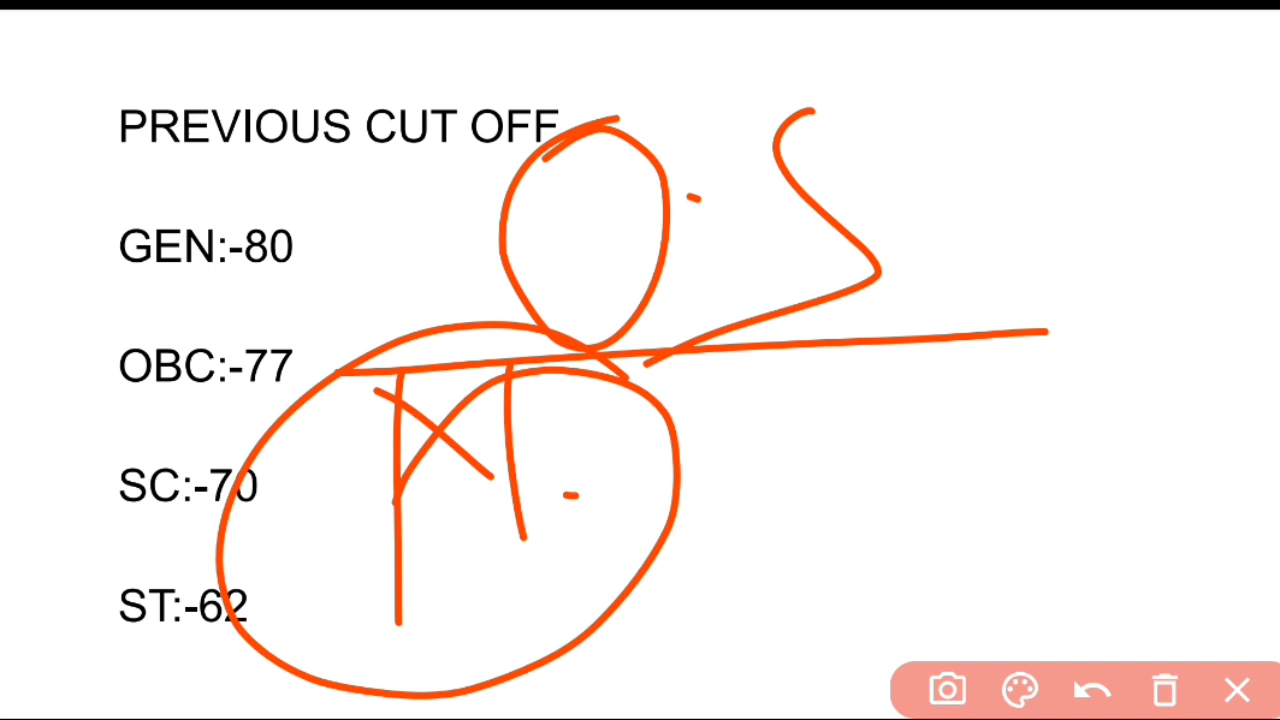 PREVIOUS CUT OFF
GEN:-80
OBC:-77
SC:-70
ST:-62